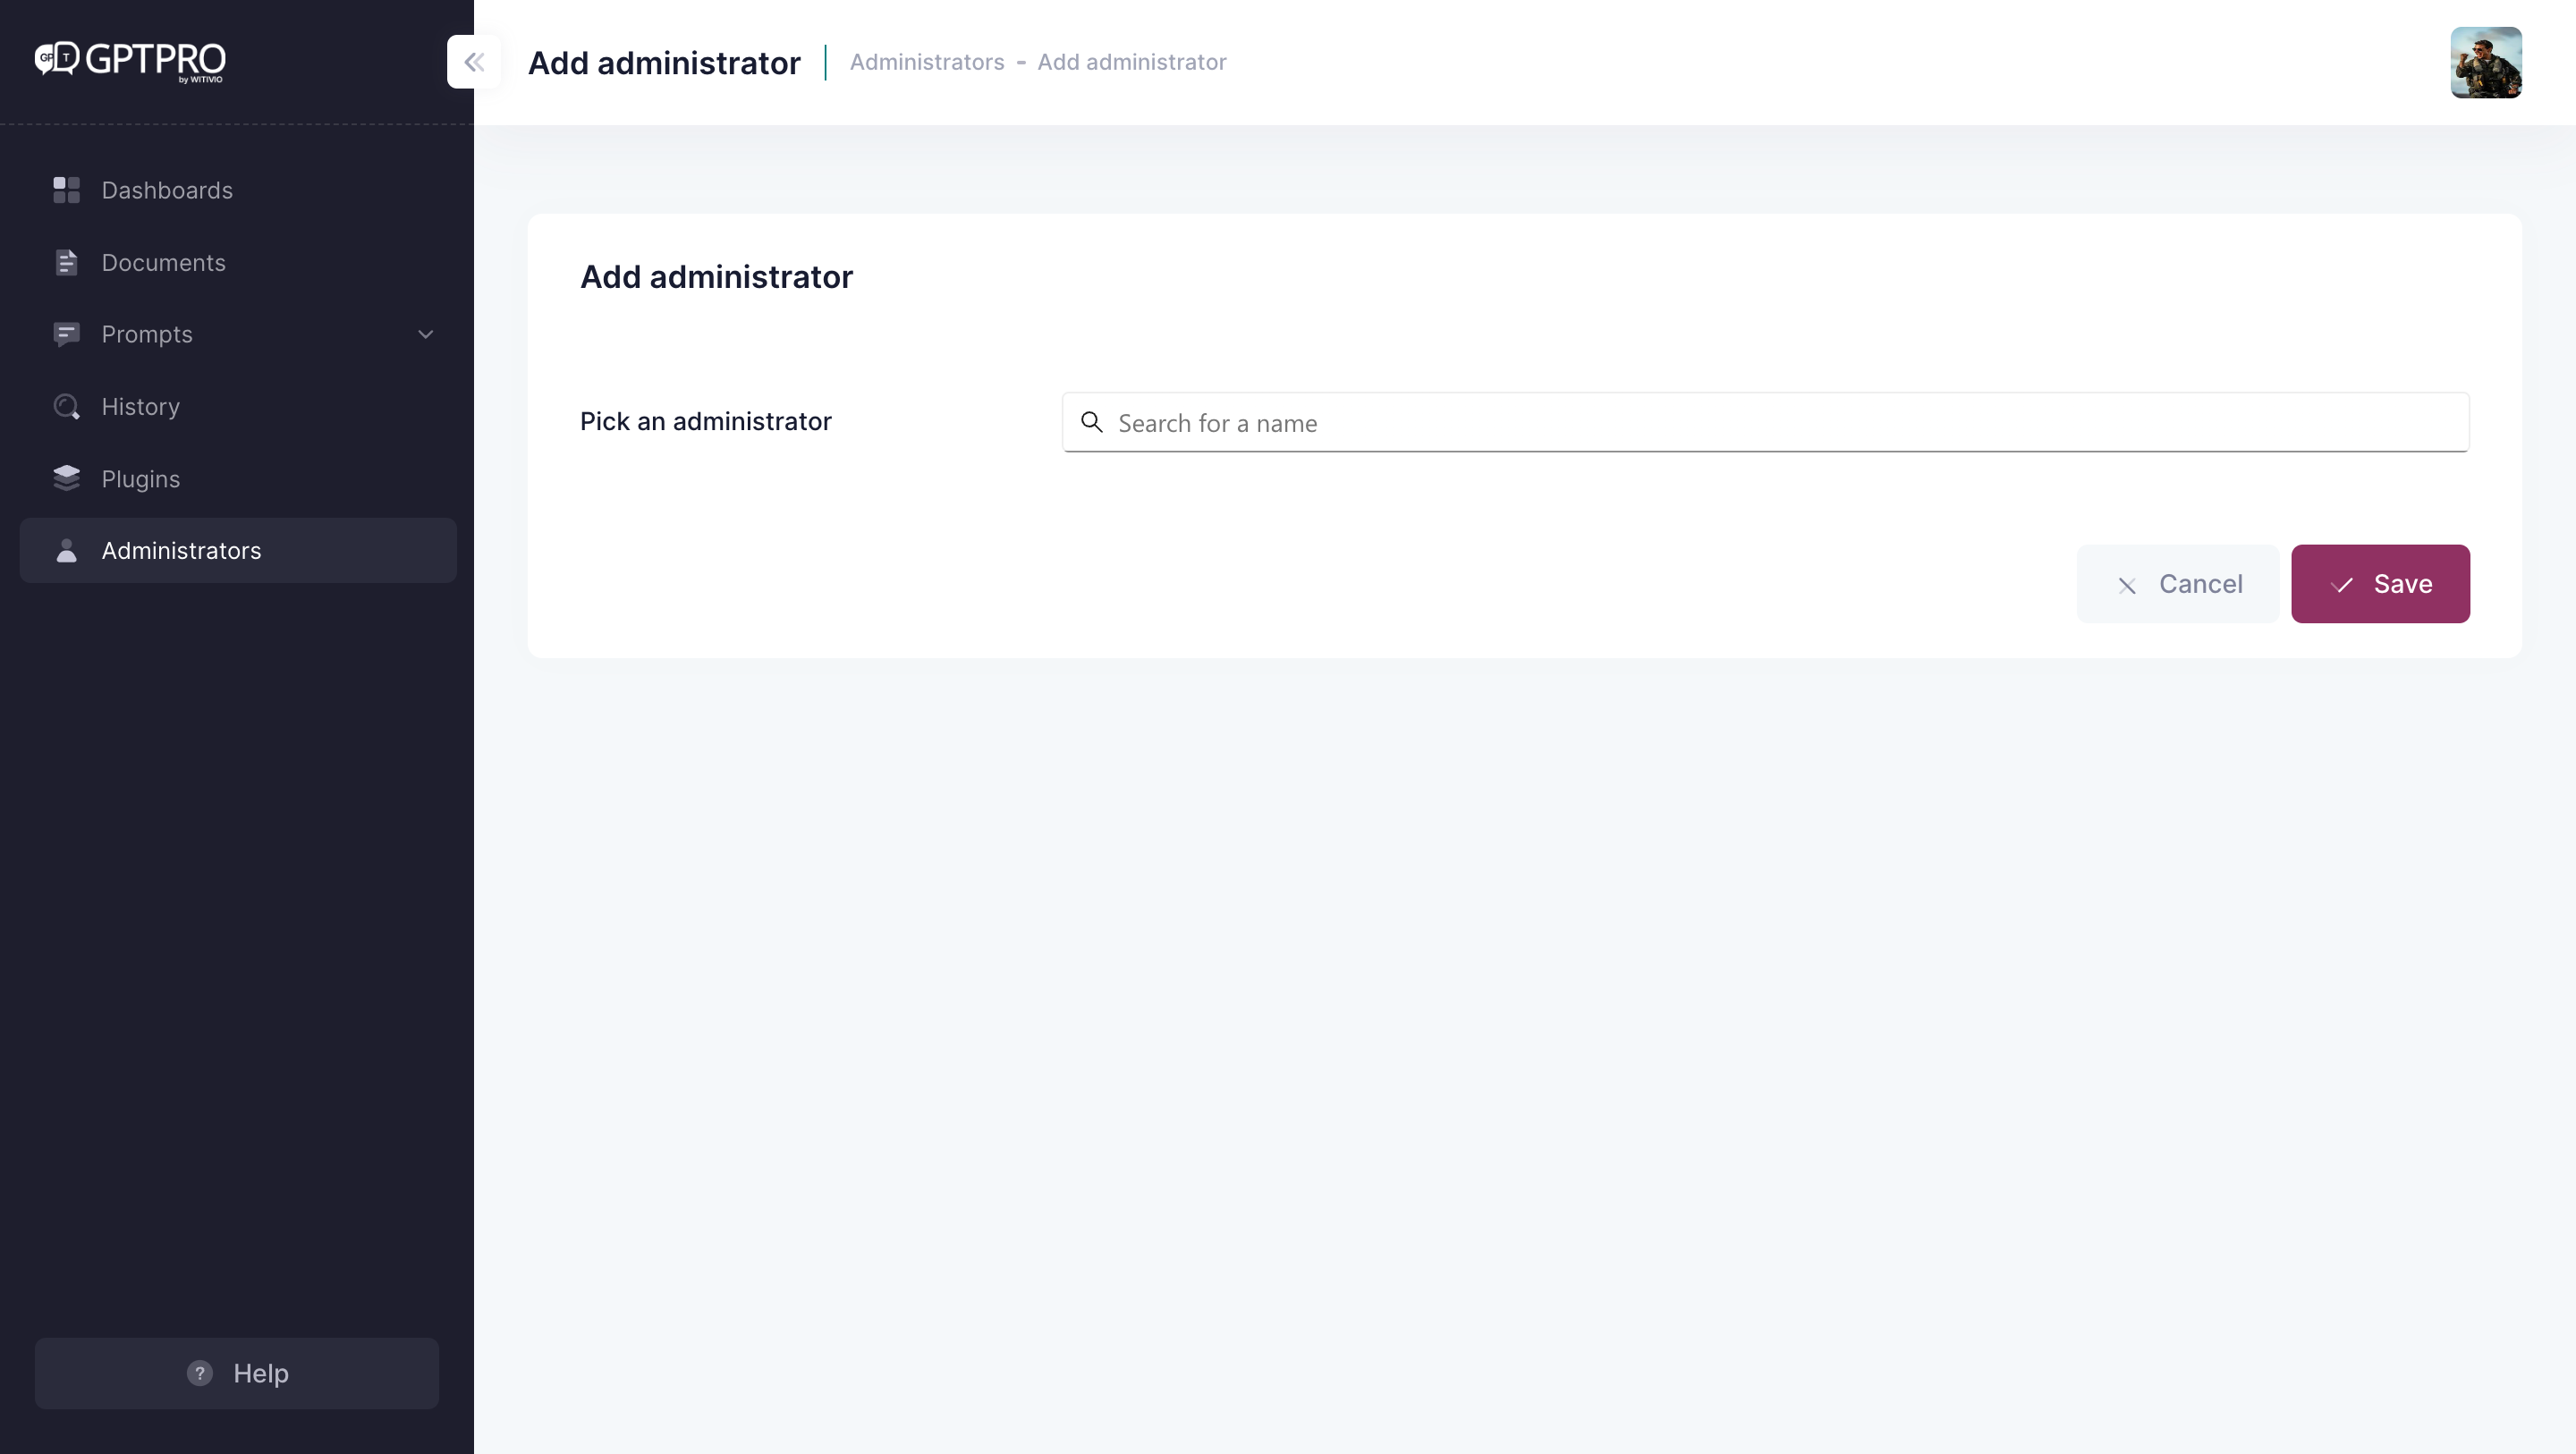 GPT GPTPRO
by WITIVIO
Dashboards
Documents
Prompts
History
Plugins
Administrators
? Help
Add administrator
Administrators - Add administrator
Add administrator
Pick an administrator
Search for a name
Cancel
Save